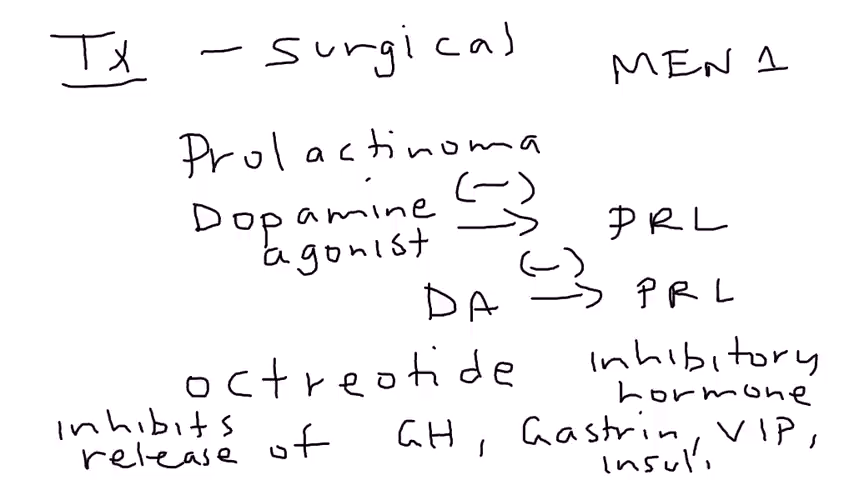 Tx – Surgical MEN 1
Prolactinoma
Dopamine agonist (–) → PRL
DA (–) → PRL
octreotide inhibitory hormone
inhibits release of GH, Gastrin, VIP,
insuli